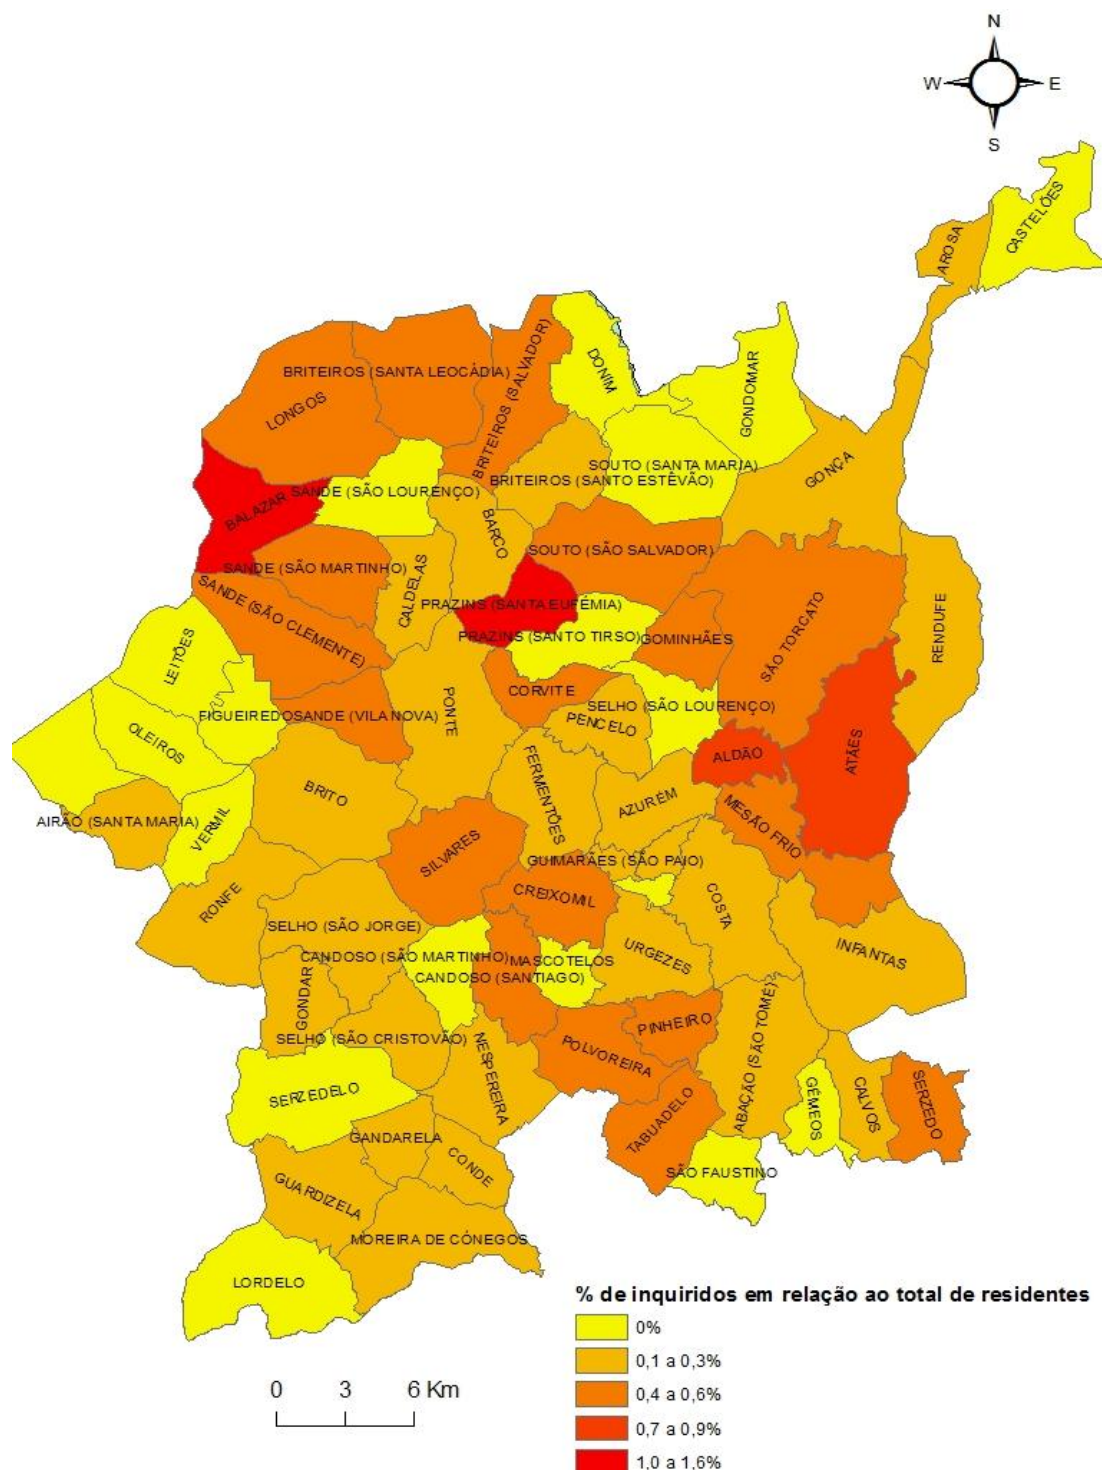 N
W E
S
CASTELÕES
AROSA
DONIM
GONDOMAR
BRITEIROS (SALVADOR)
BRITEIROS (SANTA LEOCÁDIA)
LONGOS
SOUTO (SANTA MARIA)
GONÇA
BRITEIROS (SANTO ESTÊVÃO)
SANDE (SÃO LOURENÇO)
BALAZAR
BARCO
SOUTO (SÃO SALVADOR)
SANDE (SÃO MARTINHO)
CALDELAS
SANDE (SÃO CLEMENTE)
PRAZINS (SANTA EUFÉMIA)
PRAZINS (SANTO TIRSO)
GOMINHÃES
SÃO TORCATO
RENDUFE
LEITÕES
CORVITE
SELHO (SÃO LOURENÇO)
FIGUEIREDO
SANDE (VILA NOVA)
PONTE
PENCELO
OLEIROS
ALDÃO
ATÃES
BRITO
FERMENTÕES
AZURÉM
MESÃO FRIO
AIRÃO (SANTA MARIA)
VERMIL
SILVARES
GUIMARÃES (SÃO PAIO)
RONFE
CREIXOMIL
COSTA
SELHO (SÃO JORGE)
CANDOSO (SÃO MARTINHO)
MASCOTELOS
URGEZES
INFANTAS
CANDOSO (SANTIAGO)
GONDAR
PINHEIRO
SELHO (SÃO CRISTOVÃO)
NESPEREIRA
POLVOREIRA
ABAÇÃO (SÃO TOMÉ)
SERZEDELO
TABUADELO
GÉMEOS
CALVOS
SERZEDO
GANDARELA
CONDE
SÃO FAUSTINO
GUARDIZELA
MOREIRA DE CÓNEGOS
LORDELO
% de inquiridos em relação ao total de residentes
0%
0,1 a 0,3%
0,4 a 0,6%
0,7 a 0,9%
1,0 a 1,6%
0 3 6 Km